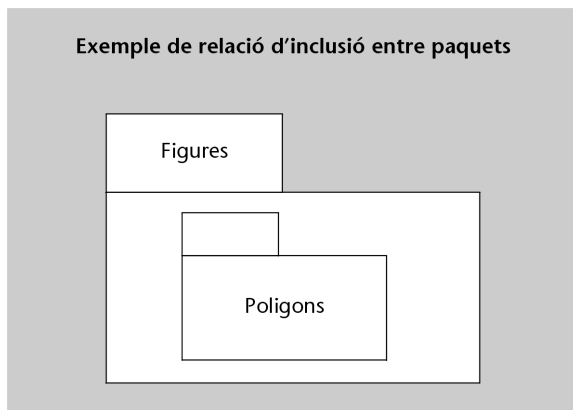 Exemple de relació d’inclusió entre paquets
Figures
Poligons